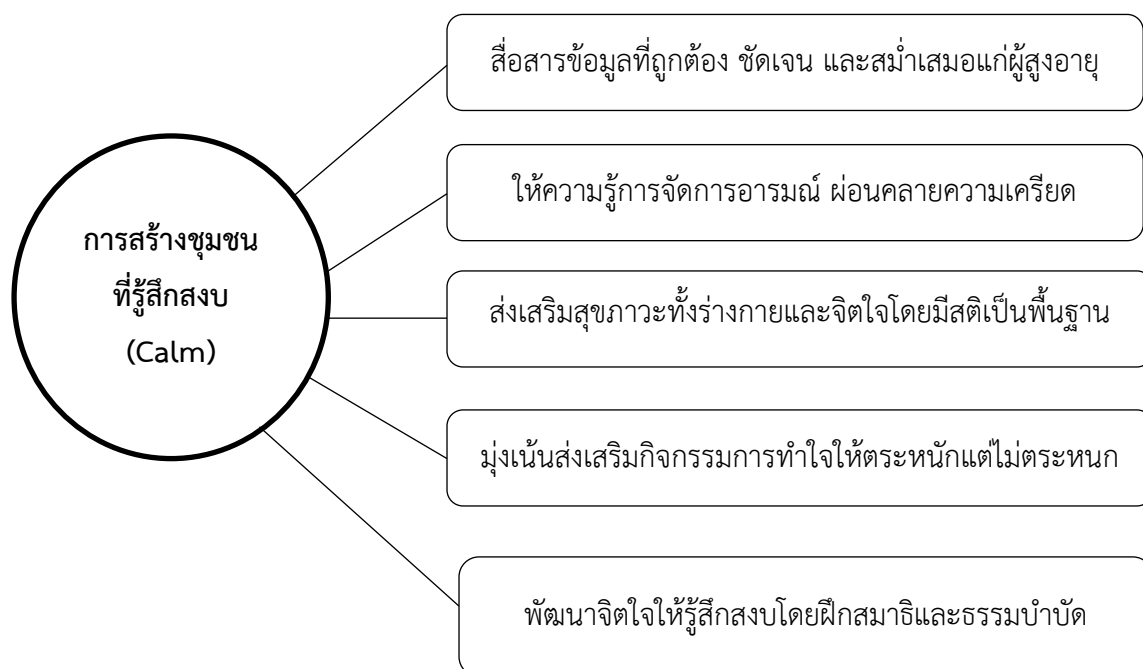 สื่อสารข้อมูลที่ถูกต้อง ชัดเจน และสม่ำเสมอแก่ผู้สูงอายุ
ให้ความรู้การจัดการอารมณ์ ผ่อนคลายความเครียด
การสร้างชุมชน
ที่รู้สึกสงบ
(Calm)
ส่งเสริมสุขภาวะทั้งร่างกายและจิตใจโดยมีสติเป็นพื้นฐาน
มุ่งเน้นส่งเสริมกิจกรรมการทำใจให้ตระหนักแต่ไม่ตระหนก
พัฒนาจิตใจให้รู้สึกสงบโดยฝึกสมาธิและธรรมบำบัด